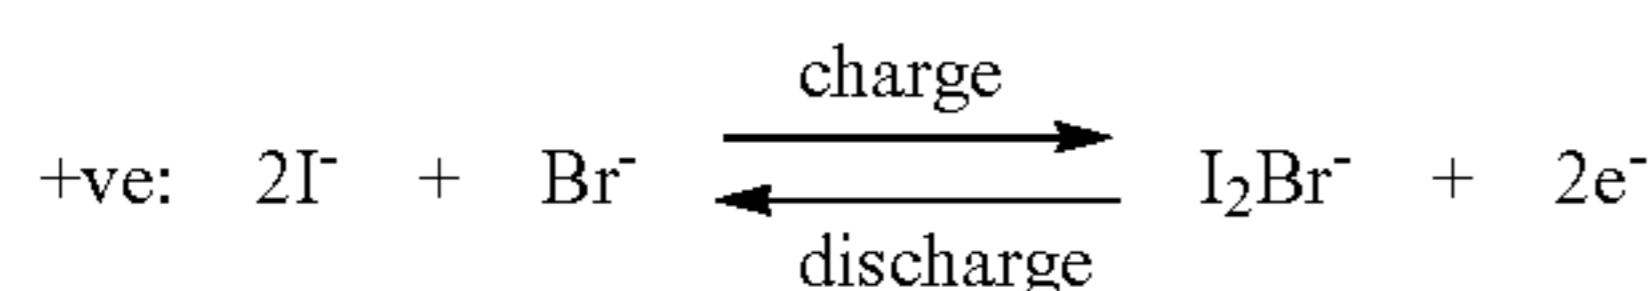 charge
+ve: 2I⁻ + Br⁻ I₂Br⁻ + 2e⁻
discharge